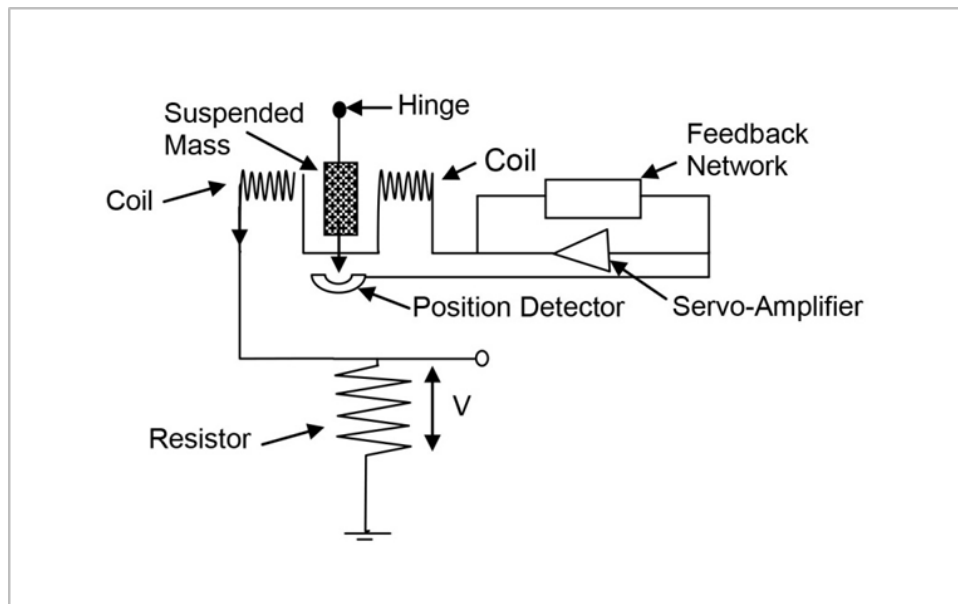 Hinge
Suspended
Mass
Coil
Coil
Feedback
Network
Position Detector
Servo-Amplifier
V
Resistor